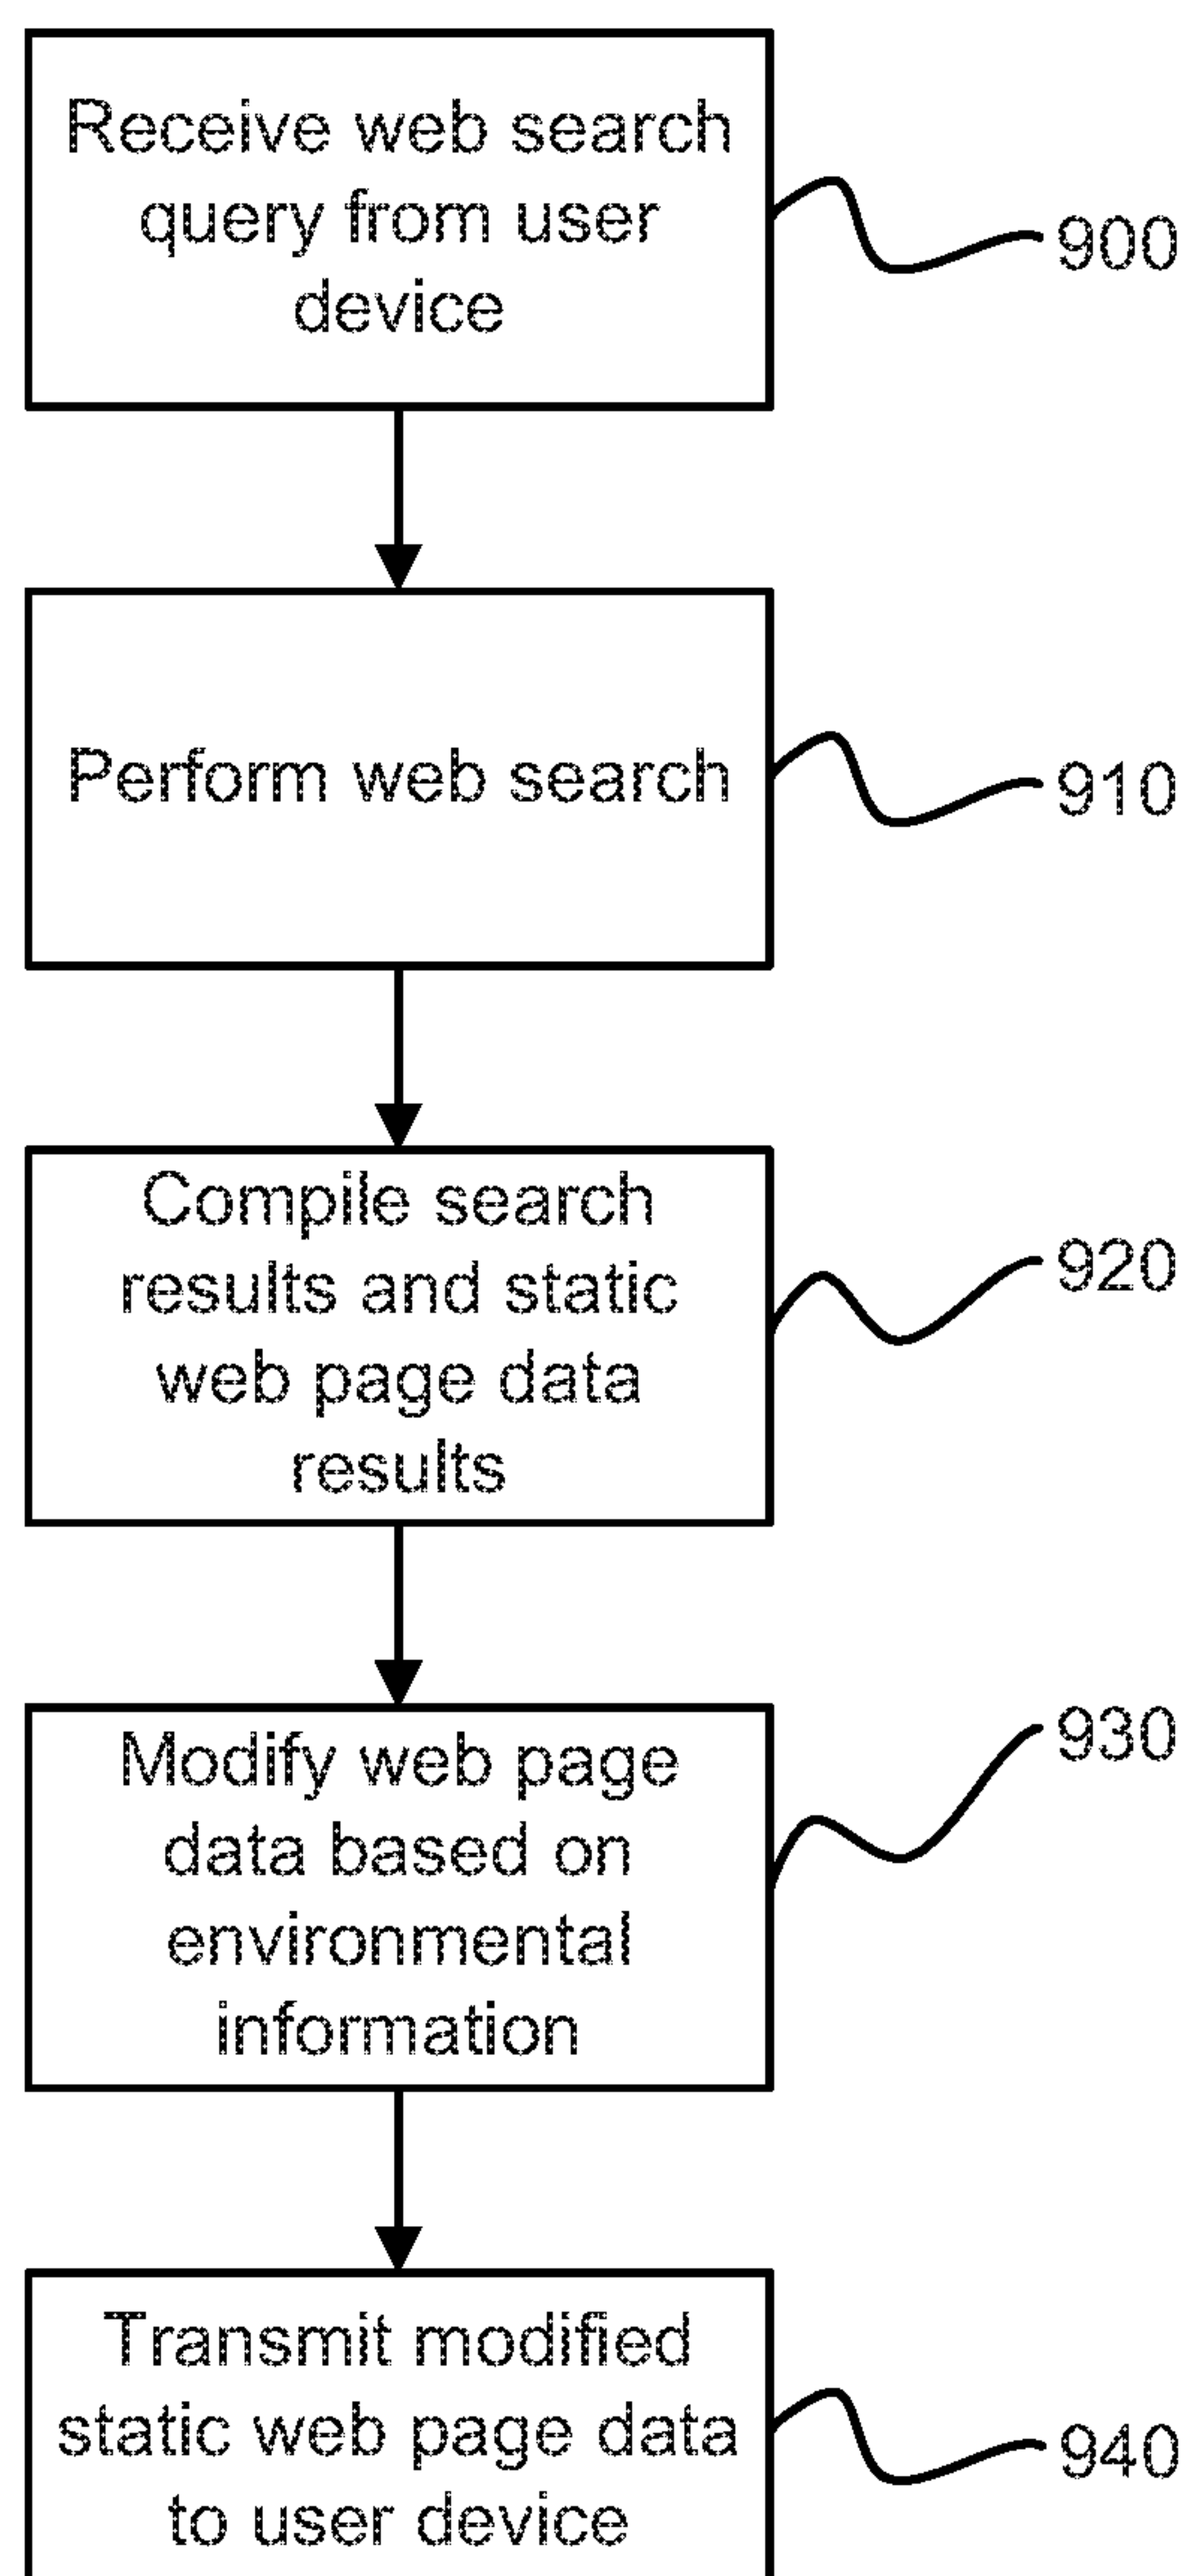 Receive web search
query from user
device
900
Perform web search
910
Compile search
results and static
web page data
results
920
Modify web page
data based on
environmental
information
930
Transmit modified
static web page data
to user device
940